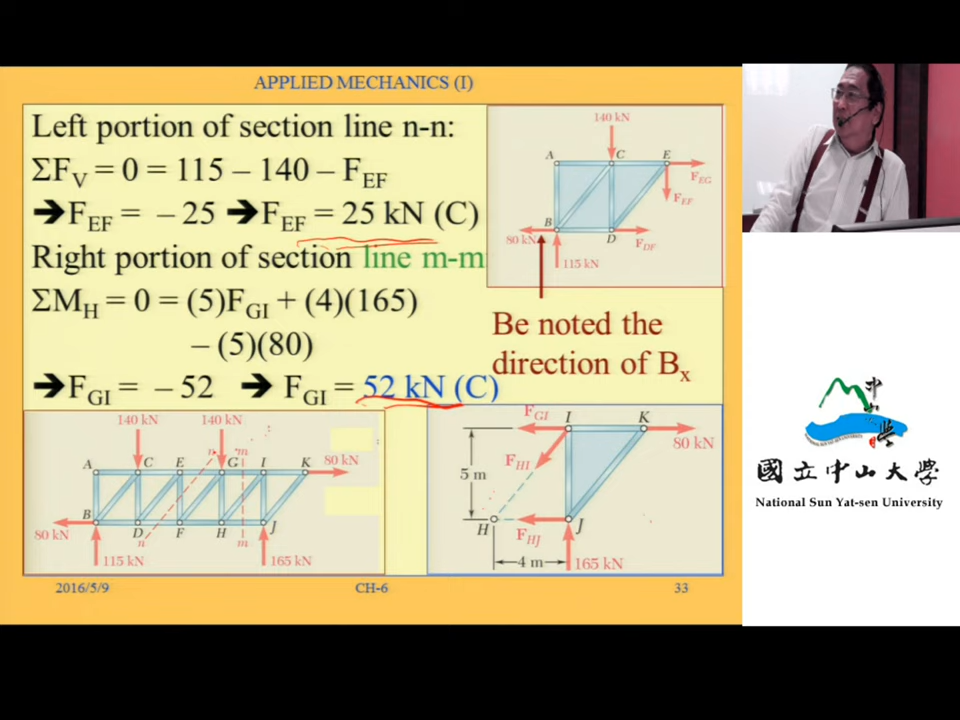 APPLIED MECHANICS (I)
Left portion of section line n-n:
ΣF_V = 0 = 115 – 140 – F_EF
➔F_EF = – 25 ➔F_EF = 25 kN (C)
Right portion of section line m-m
ΣM_H = 0 = (5)F_GI + (4)(165)
– (5)(80)
➔F_GI = – 52 ➔ F_GI = 52 kN (C)
140 kN
A
C
E
F_EG
F_EF
B
80 kN
D
F_DF
115 kN
Be noted the
direction of B_x
140 kN
140 kN
n
m
A
C
E
G
I
K
80 kN
B
80 kN
D
F
H
J
n
m
115 kN
165 kN
F_GI
I
K
80 kN
F_HI
5 m
H
F_HJ
J
4 m
165 kN
2016/5/9
CH-6
33
國立中山大學
National Sun Yat-sen University